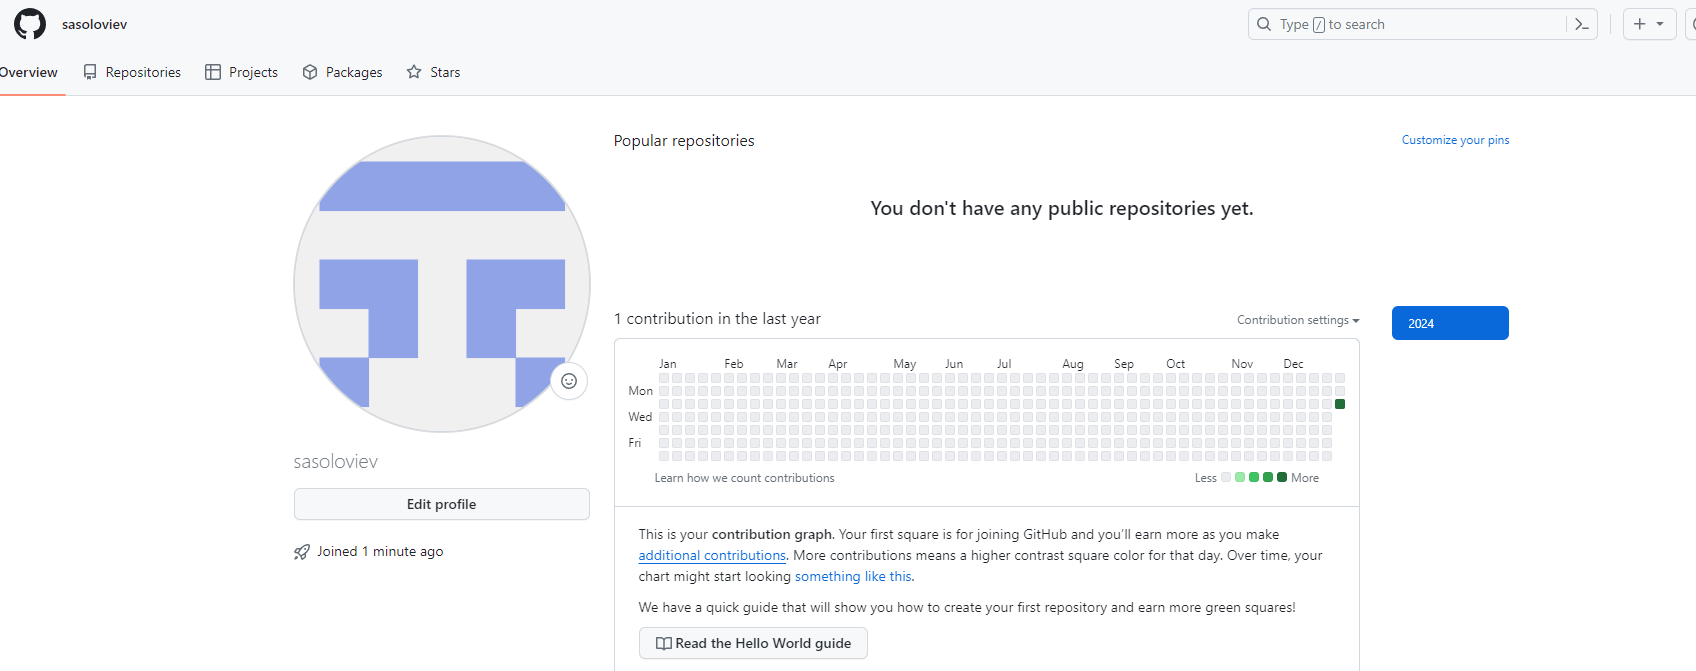 sasoloviev
Type / to search
Overview Repositories Projects Packages Stars
Popular repositories
Customize your pins
You don't have any public repositories yet.
1 contribution in the last year
Contribution settings
2024
Jan Feb Mar Apr May Jun Jul Aug Sep Oct Nov Dec
Mon
Wed
Fri
Learn how we count contributions
Less More
sasoloviev
Edit profile
Joined 1 minute ago
This is your contribution graph. Your first square is for joining GitHub and you’ll earn more as you make
additional contributions. More contributions means a higher contrast square color for that day. Over time, your
chart might start looking something like this.
We have a quick guide that will show you how to create your first repository and earn more green squares!
Read the Hello World guide